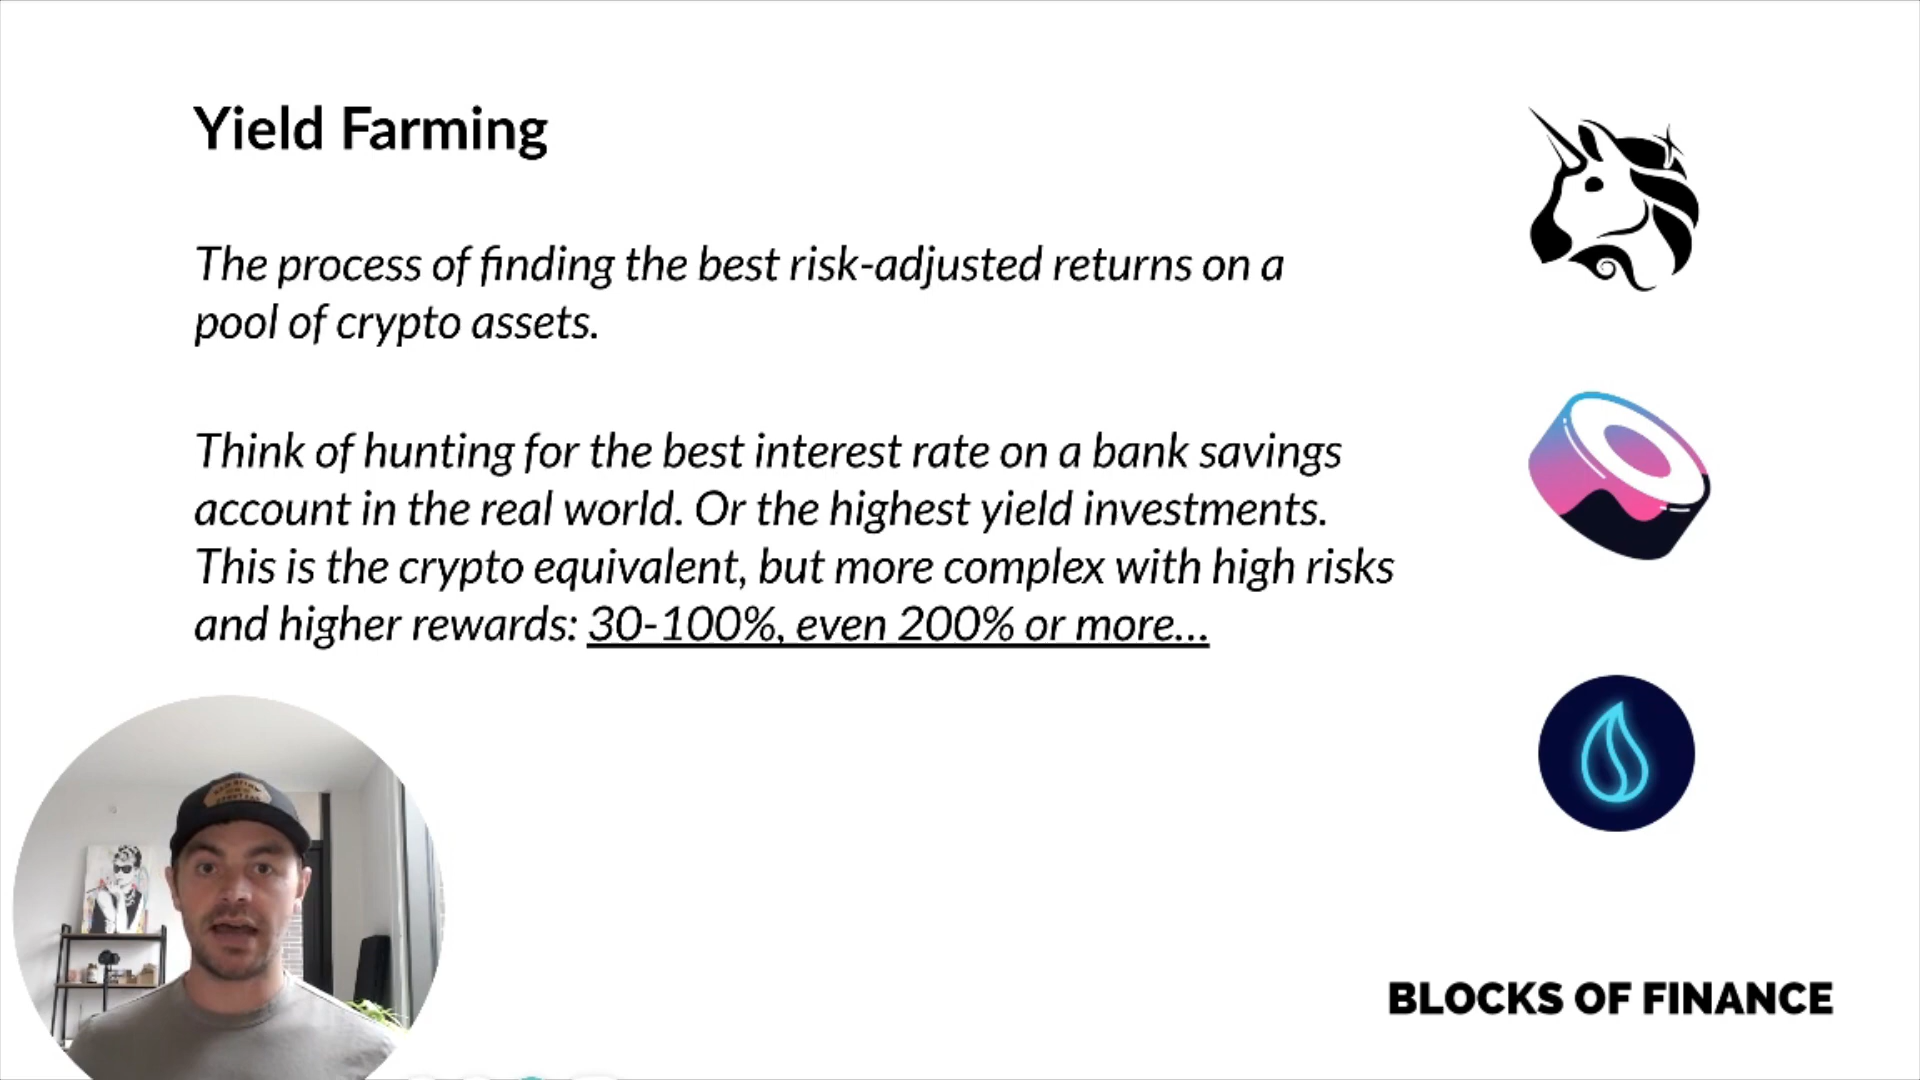 Yield Farming
The process of finding the best risk-adjusted returns on a
pool of crypto assets.
Think of hunting for the best interest rate on a bank savings
account in the real world. Or the highest yield investments.
This is the crypto equivalent, but more complex with high risks
and higher rewards: 30-100%, even 200% or more...
BLOCKS OF FINANCE